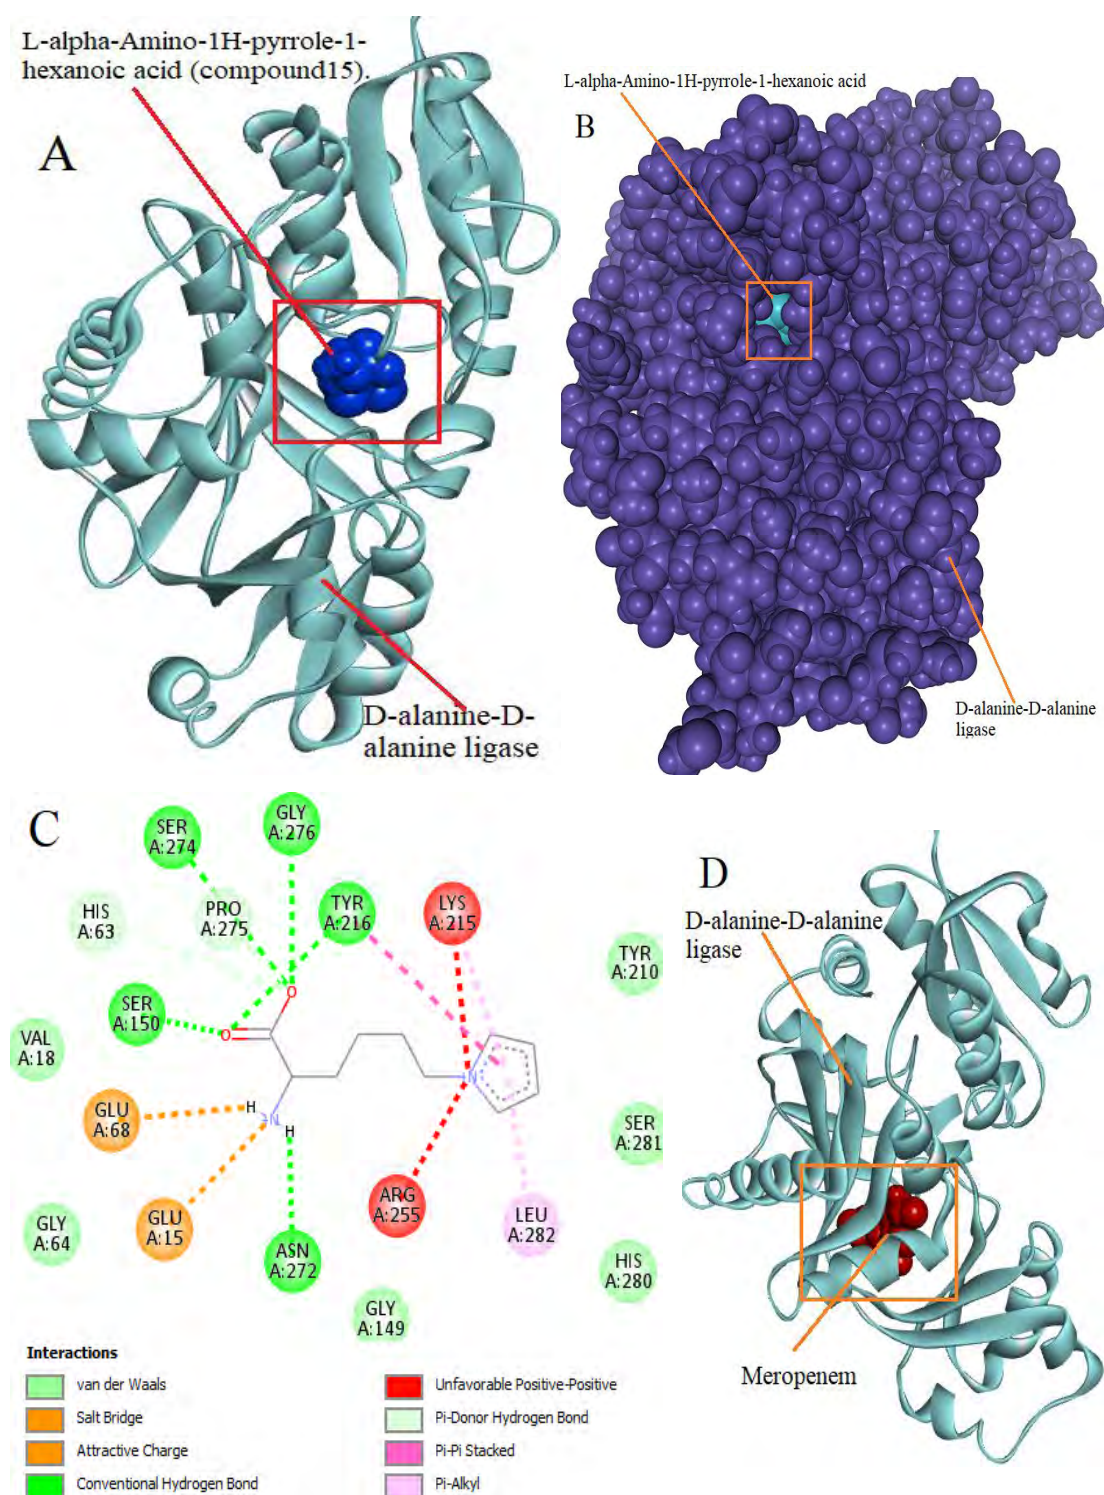 L-alpha-Amino-1H-pyrrole-1-
hexanoic acid (compound15).
A
D-alanine-D-
alanine ligase
L-alpha-Amino-1H-pyrrole-1-hexanoic acid
B
D-alanine-D-alanine
ligase
C
SER
A:274
GLY
A:276
HIS
A:63
PRO
A:275
TYR
A:216
LYS
A:215
TYR
A:210
SER
A:150
O
O
VAL
A:18
N
GLU
A:68
H
N
H
SER
A:281
GLY
A:64
GLU
A:15
ASN
A:272
ARG
A:255
LEU
A:282
HIS
A:280
GLY
A:149
Interactions
van der Waals
Salt Bridge
Attractive Charge
Conventional Hydrogen Bond
Unfavorable Positive-Positive
Pi-Donor Hydrogen Bond
Pi-Pi Stacked
Pi-Alkyl
D
D-alanine-D-alanine
ligase
Meropenem